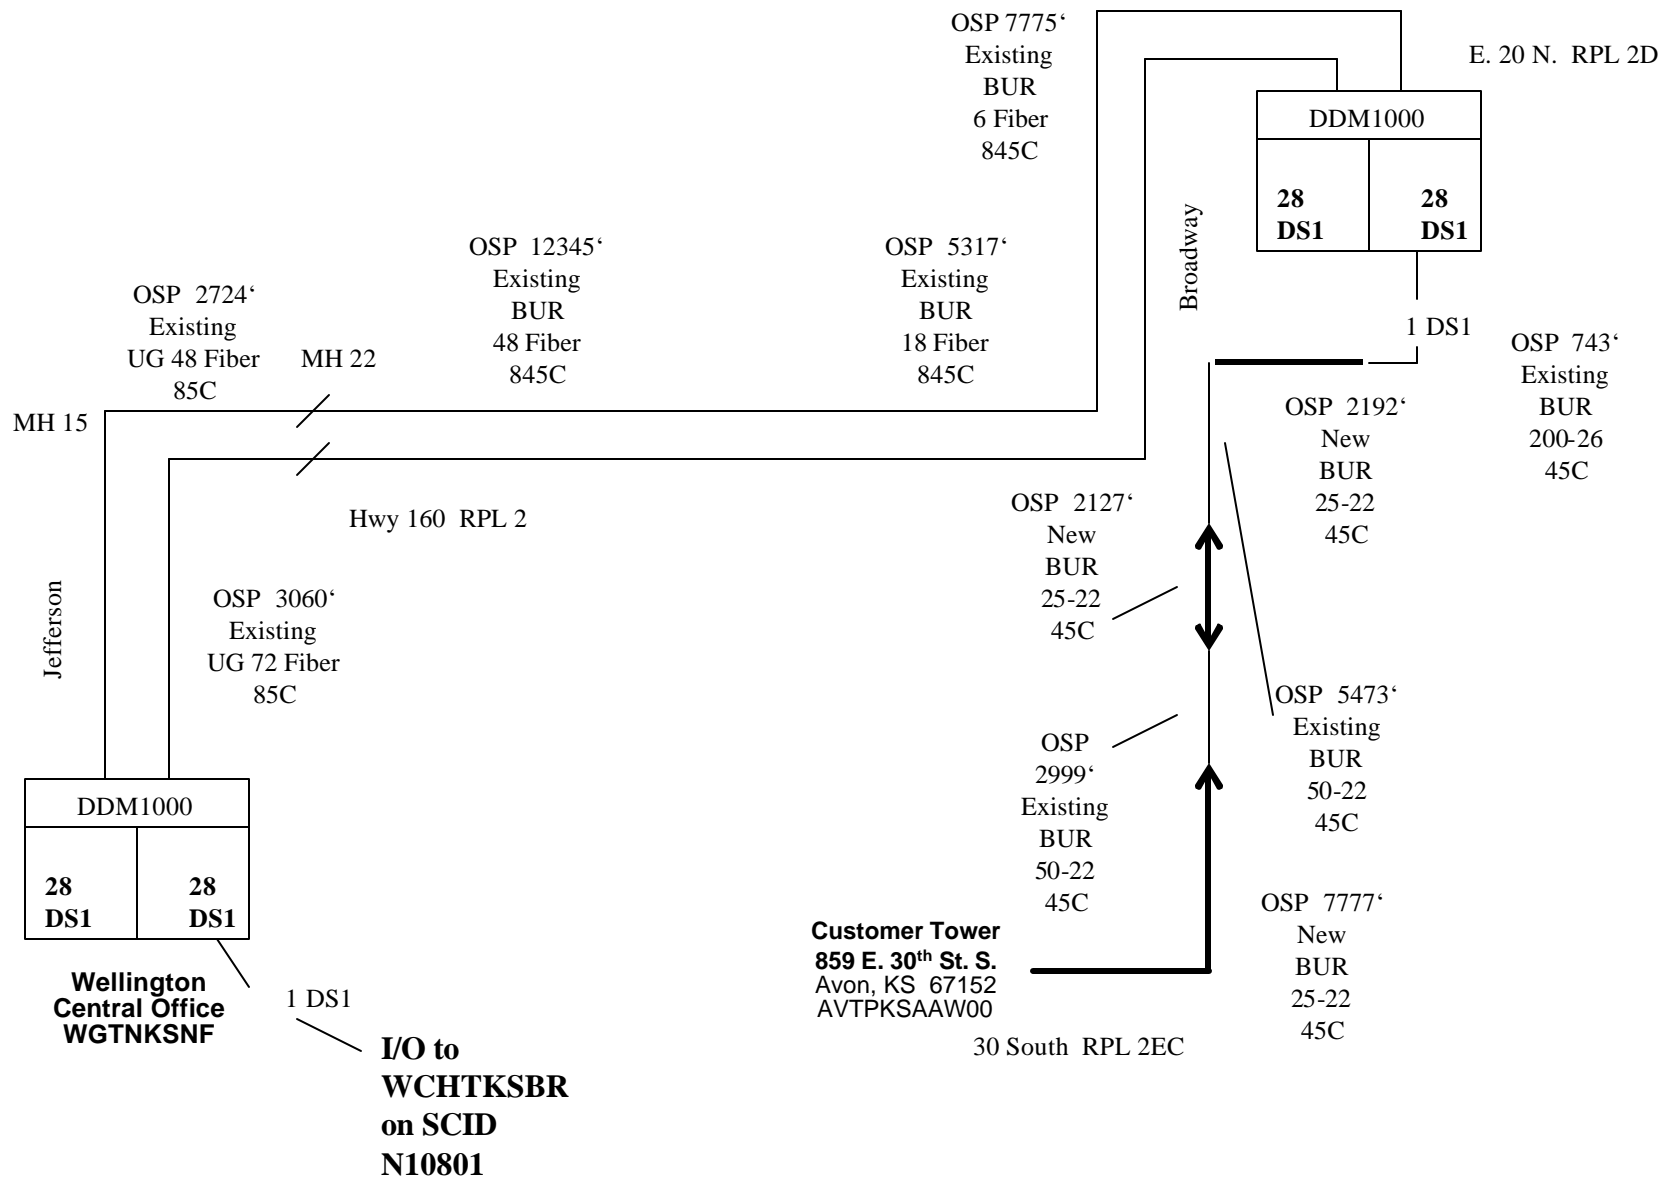 OSP 7775‘
Existing
BUR
6 Fiber
845C
E. 20 N. RPL 2D
DDM1000
28
DS1
28
DS1
Broadway
OSP 2724‘
Existing
UG 48 Fiber
85C
MH 22
MH 15
OSP 12345‘
Existing
BUR
48 Fiber
845C
OSP 5317‘
Existing
BUR
18 Fiber
845C
1 DS1
OSP 743‘
Existing
BUR
200-26
45C
OSP 2192‘
New
BUR
25-22
45C
Hwy 160 RPL 2
OSP 2127‘
New
BUR
25-22
45C
Jefferson
OSP 3060‘
Existing
UG 72 Fiber
85C
OSP
2999‘
Existing
BUR
50-22
45C
OSP 5473‘
Existing
BUR
50-22
45C
DDM1000
28
DS1
28
DS1
Wellington
Central Office
WGTNKSNF
1 DS1
I/O to
WCHTKSBR
on SCID
N10801
Customer Tower
859 E. 30th St. S.
Avon, KS 67152
AVTPKSAAW00
30 South RPL 2EC
OSP 7777‘
New
BUR
25-22
45C